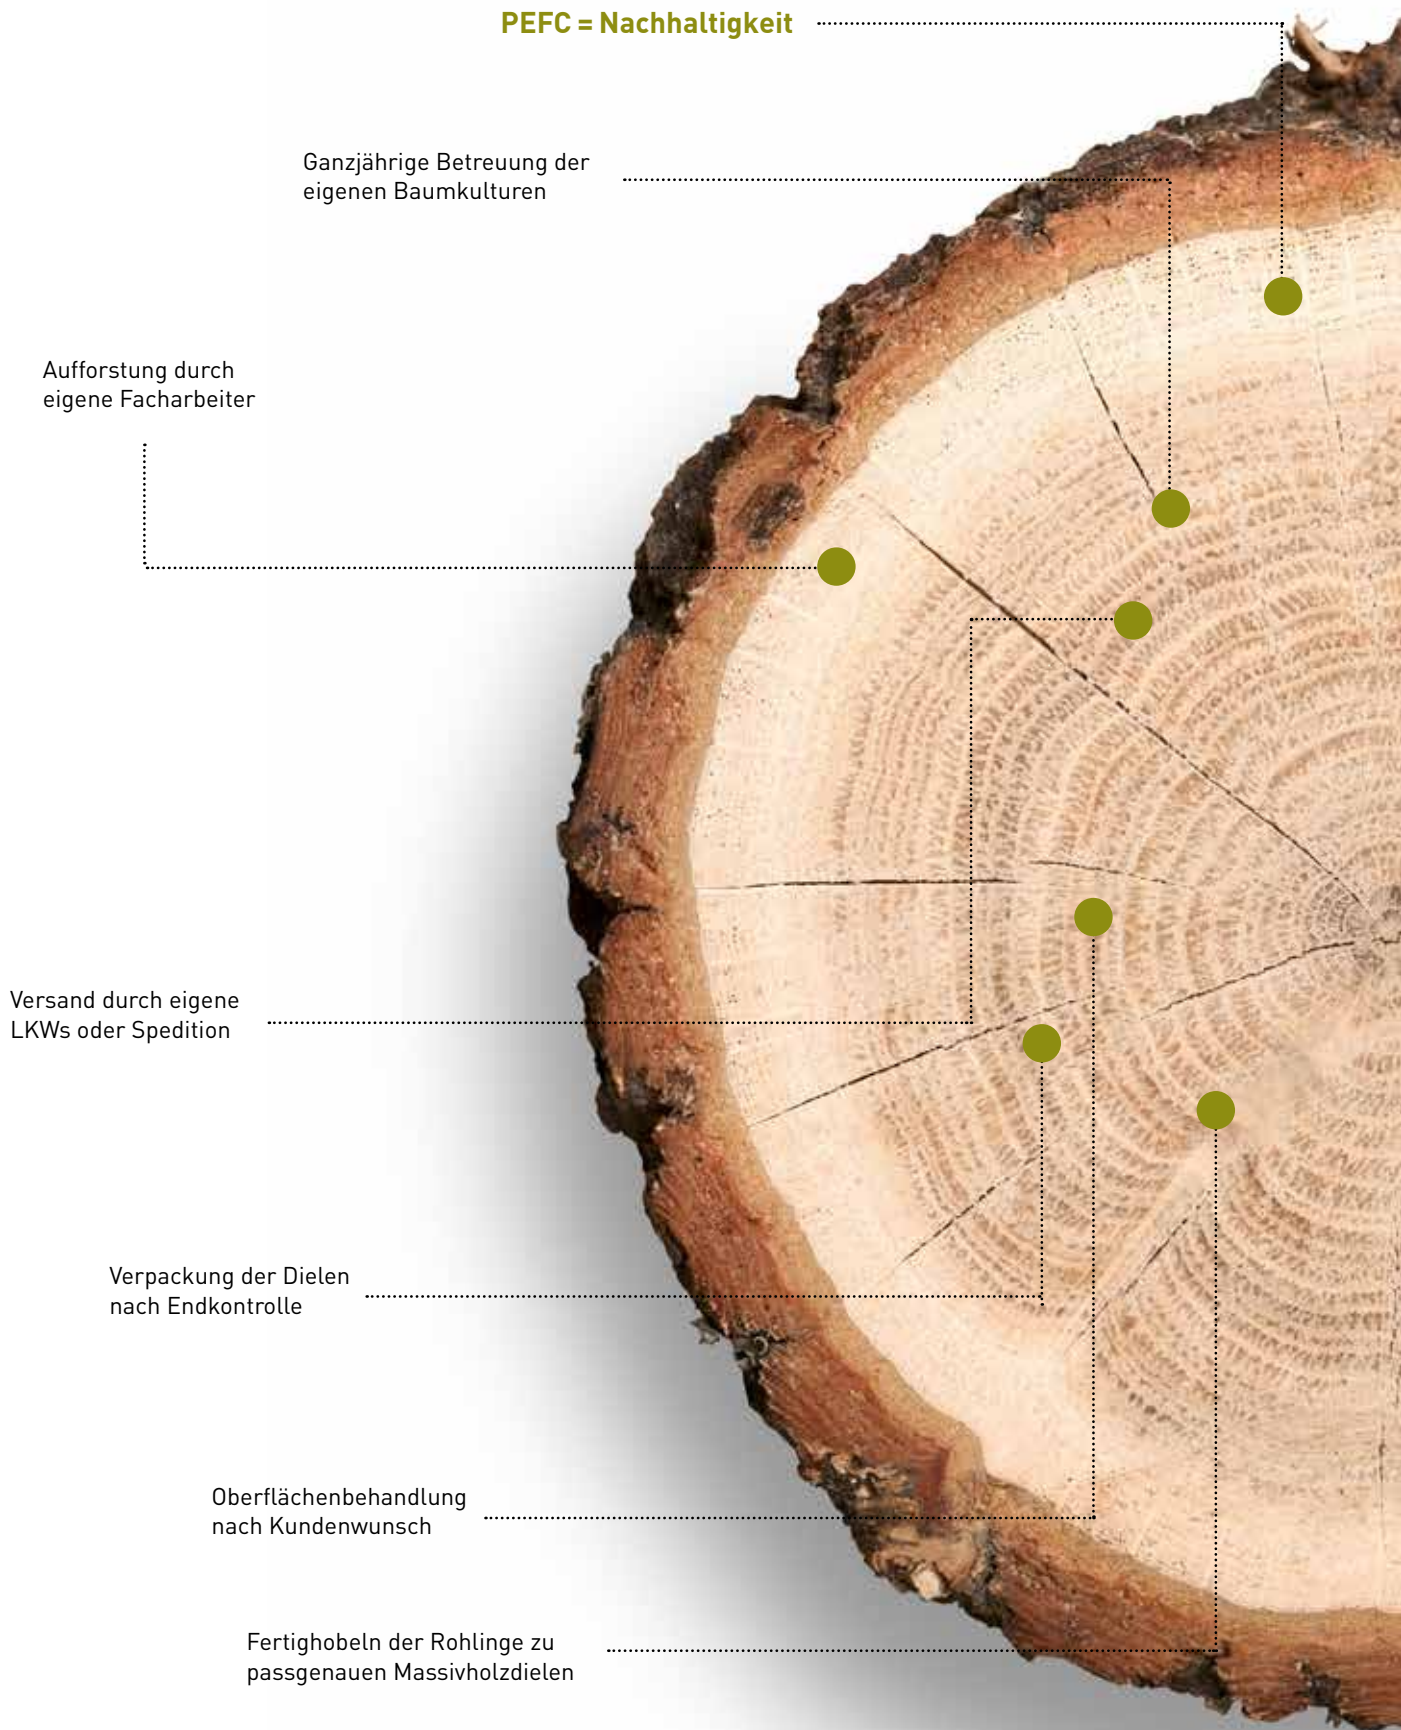 PEFC = Nachhaltigkeit
Ganzjährige Betreuung der
eigenen Baumkulturen
Aufforstung durch
eigene Facharbeiter
Versand durch eigene
LKWs oder Spedition
Verpackung der Dielen
nach Endkontrolle
Oberflächenbehandlung
nach Kundenwunsch
Fertighobeln der Rohlinge zu
passgenauen Massivholzdielen